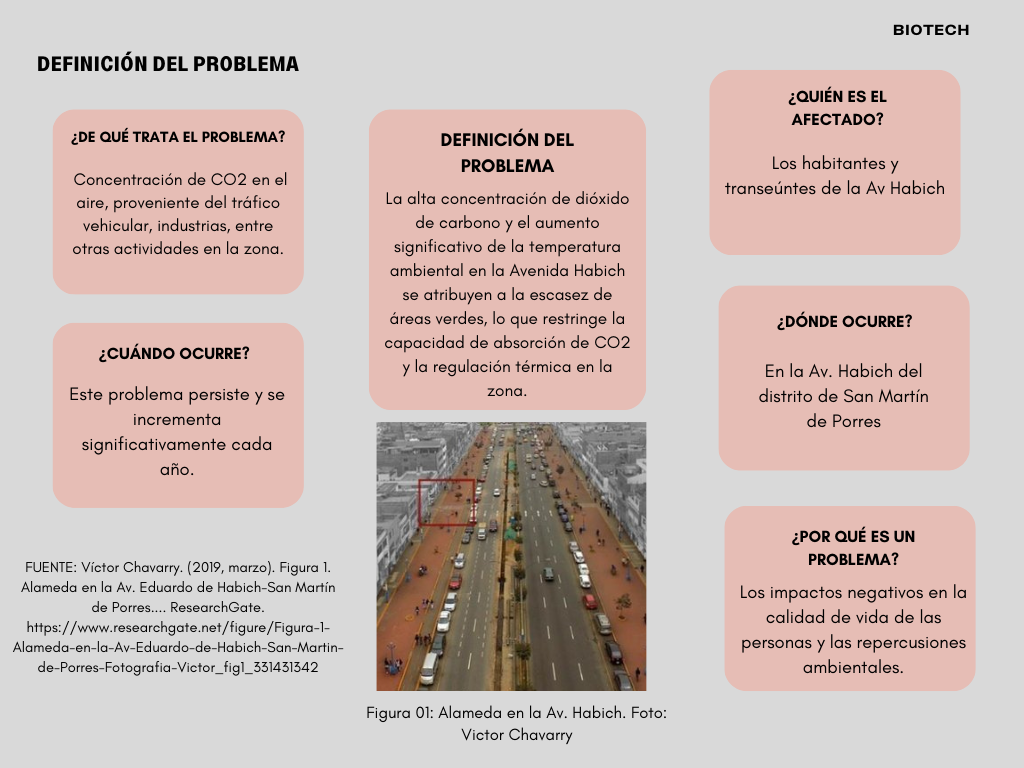 BIOTECH
DEFINICIÓN DEL PROBLEMA
¿DE QUÉ TRATA EL PROBLEMA?
Concentración de CO2 en el
aire, proveniente del tráfico
vehicular, industrias, entre
otras actividades en la zona.
¿CUÁNDO OCURRE?
Este problema persiste y se
incrementa
significativamente cada
año.
FUENTE: Víctor Chavarry. (2019, marzo). Figura 1.
Alameda en la Av. Eduardo de Habich-San Martín
de Porres.... ResearchGate.
https://www.researchgate.net/figure/Figura-1-
Alameda-en-la-Av-Eduardo-de-Habich-San-Martin-
de-Porres-Fotografia-Victor_fig1_331431342
DEFINICIÓN DEL
PROBLEMA
La alta concentración de dióxido
de carbono y el aumento
significativo de la temperatura
ambiental en la Avenida Habich
se atribuyen a la escasez de
áreas verdes, lo que restringe la
capacidad de absorción de CO2
y la regulación térmica en la
zona.
Figura 01: Alameda en la Av. Habich. Foto:
Victor Chavarry
¿QUIÉN ES EL
AFECTADO?
Los habitantes y
transeúntes de la Av Habich
¿DÓNDE OCURRE?
En la Av. Habich del
distrito de San Martín
de Porres
¿POR QUÉ ES UN
PROBLEMA?
Los impactos negativos en la
calidad de vida de las
personas y las repercusiones
ambientales.